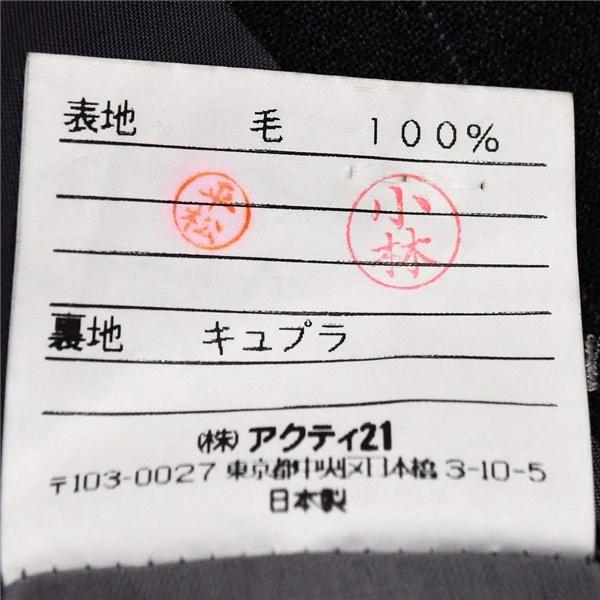 表地 毛 100%
平松
小林
裏地 キュプラ
(株)アクティ21
〒103-0027 東京都中央区日本橋 3-10-5
日本製